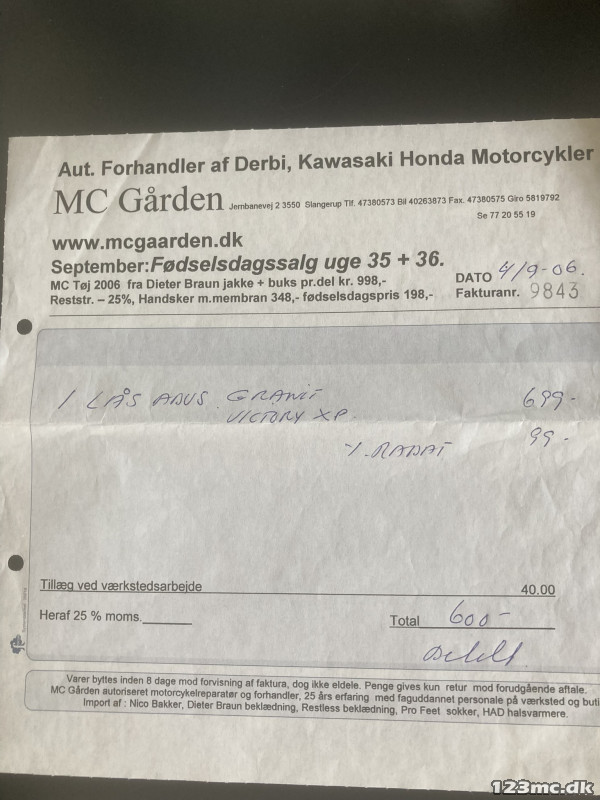 Aut. Forhandler af Derbi, Kawasaki Honda Motorcykler
MC Gården Jernbanevej 2 3550 Slangerup Tlf. 47380573 Bil 40263873 Fax. 47380575 Giro 5819792
Se 77 20 55 19
www.mcgaarden.dk
September: Fødselsdagssalg uge 35 + 36.
MC Tøj 2006 fra Dieter Braun jakke + buks pr.del kr. 998,-
Reststr. – 25%, Handsker m.membran 348,- fødselsdagspris 198,-
DATO 4/9-06.
Fakturanr. 9843
1 LÅS ABUS. GRANIT 699-
VICTORY XP.
%. RABAT 99-
Tillæg ved værkstedsarbejde 40.00
Heraf 25 % moms.
Total 600-
Betalt
Varer byttes inden 8 dage mod forvisning af faktura, dog ikke eldele. Penge gives kun retur mod forudgående aftale.
MC Gården autoriseret motorcykelreparatør og forhandler, 25 års erfaring med faguddannet personale på værksted og buti
Import af : Nico Bakker, Dieter Braun beklædning, Restless beklædning, Pro Feet sokker, HAD halsvarmere.
123mc.dk